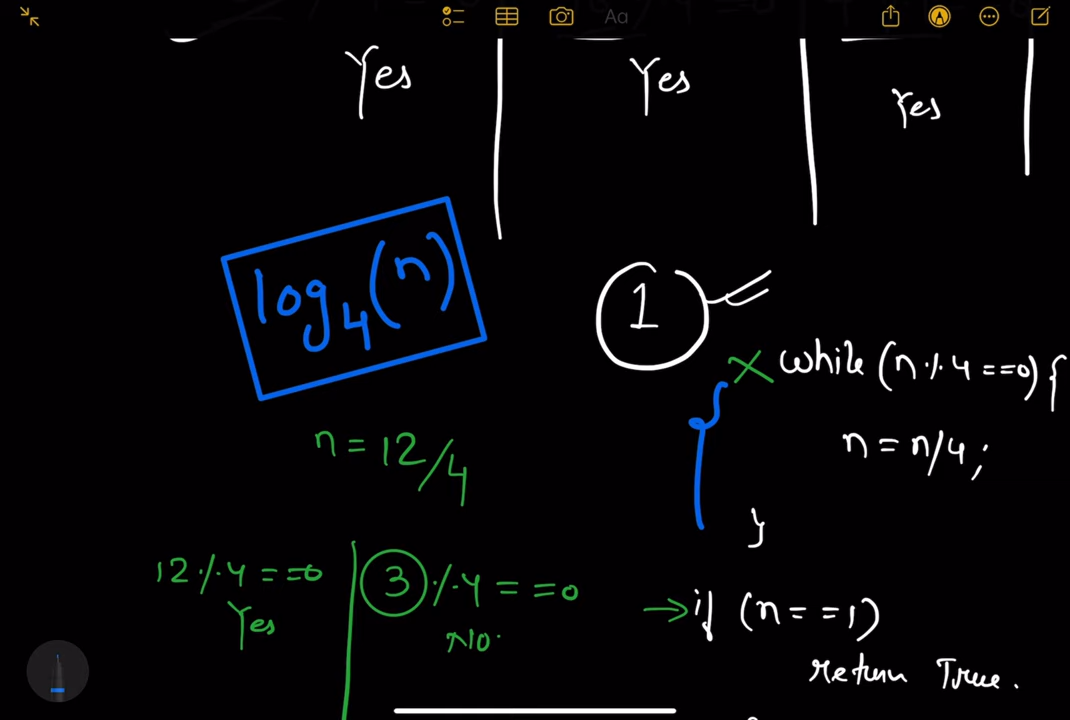 Aa
Yes
Yes
Yes
log4(n)
1
while (n % 4 ==0) {
n = n/4;
}
n = 12/4
12 % 4 = =0
Yes
3 % 4 = =0
No.
→ if (n = = 1)
return True.